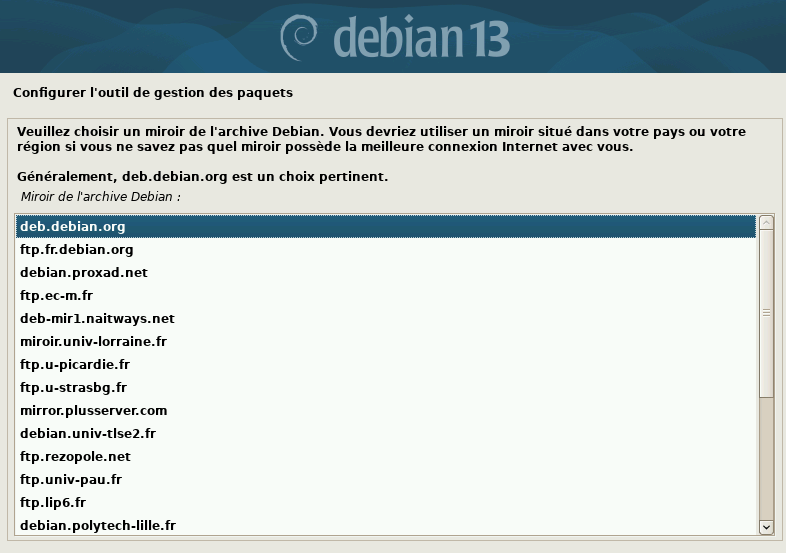 debian 13
Configurer l'outil de gestion des paquets
Veuillez choisir un miroir de l'archive Debian. Vous devriez utiliser un miroir situé dans votre pays ou votre
région si vous ne savez pas quel miroir possède la meilleure connexion Internet avec vous.
Généralement, deb.debian.org est un choix pertinent.
Miroir de l'archive Debian :
deb.debian.org
ftp.fr.debian.org
debian.proxad.net
ftp.ec-m.fr
deb-mir1.naitways.net
miroir.univ-lorraine.fr
ftp.u-picardie.fr
ftp.u-strasbg.fr
mirror.plusserver.com
debian.univ-tlse2.fr
ftp.rezopole.net
ftp.univ-pau.fr
ftp.lip6.fr
debian.polytech-lille.fr